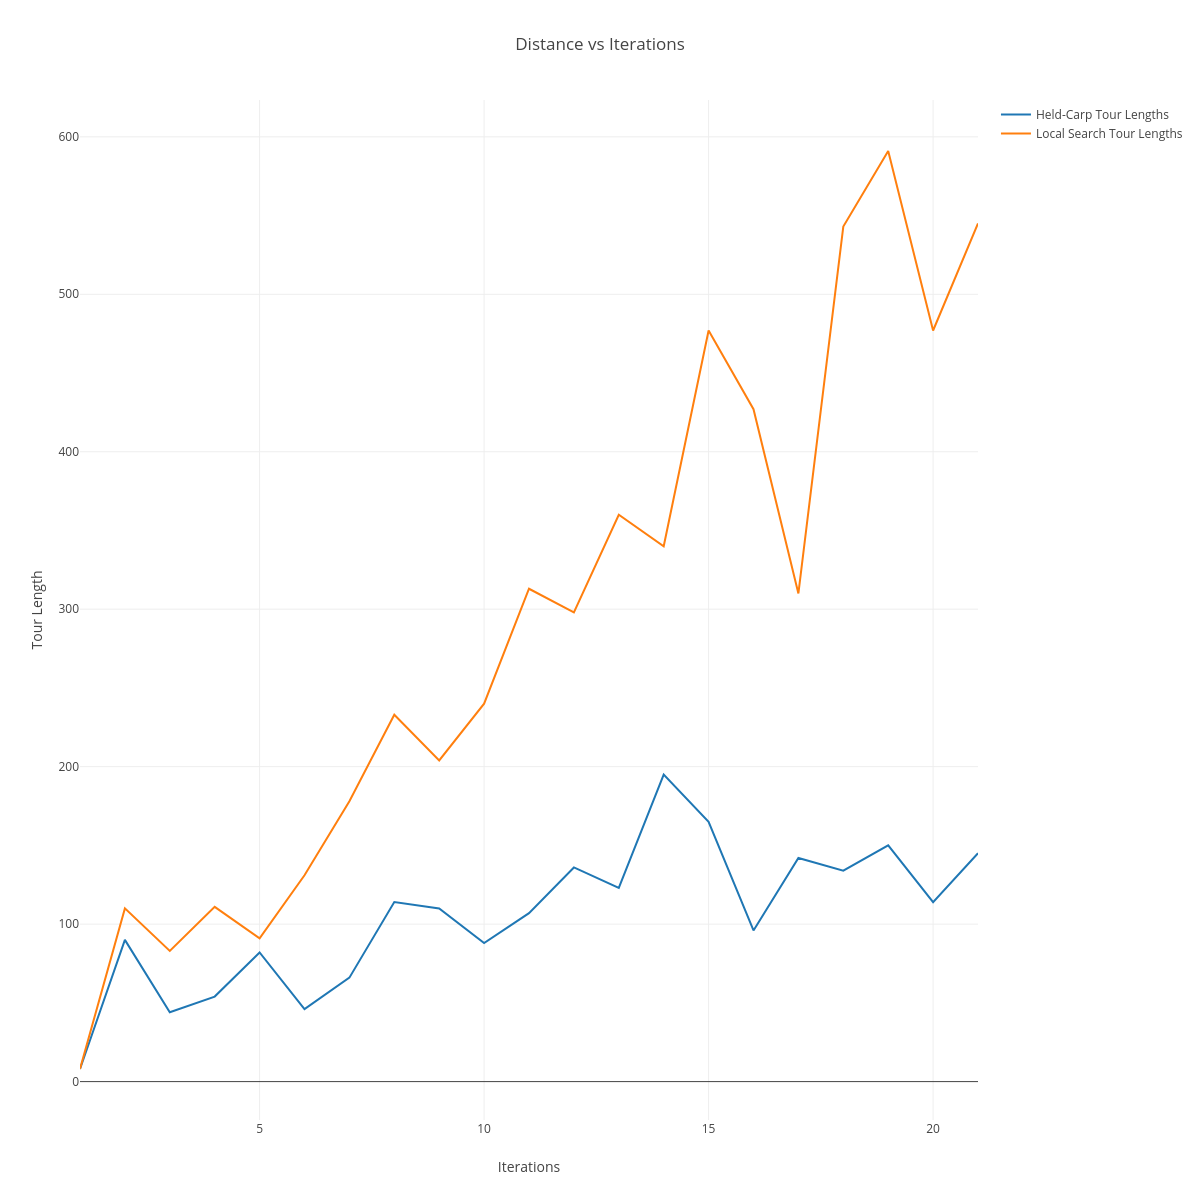 Distance vs Iterations
Held-Carp Tour Lengths
Local Search Tour Lengths
600
500
400
300
200
100
0
Tour Length
5
10
15
20
Iterations